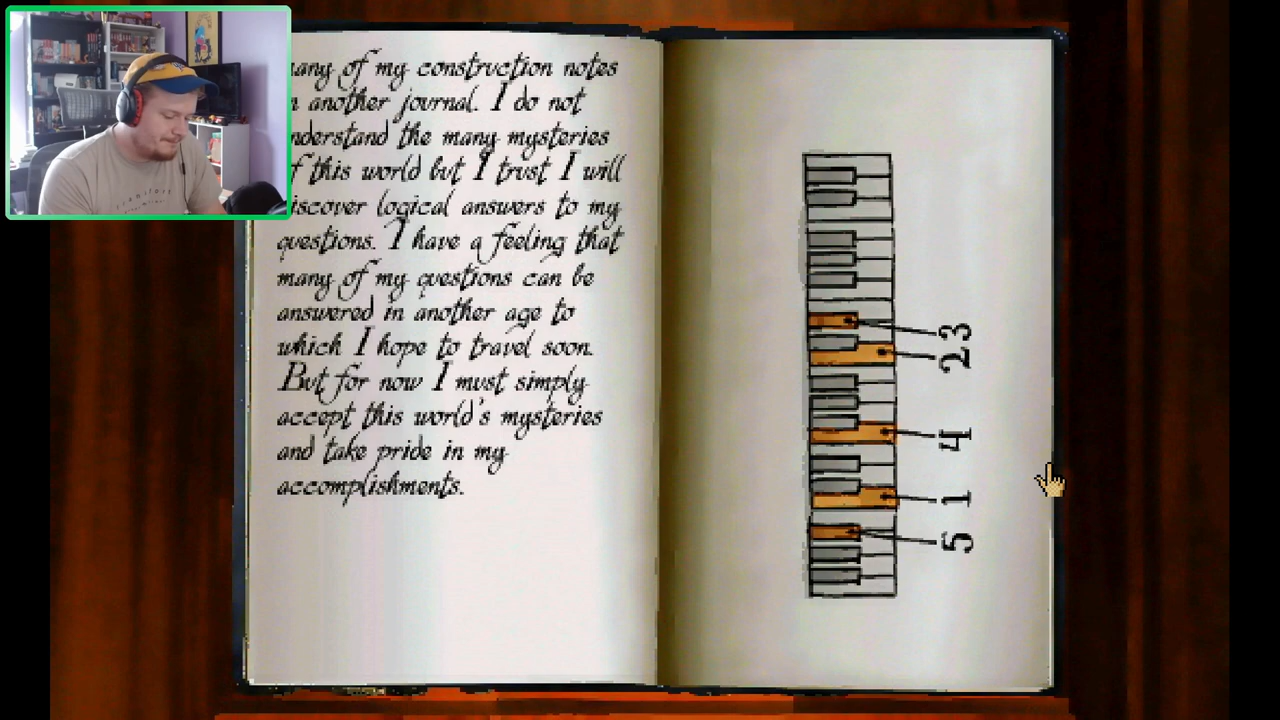 of my construction notes
another journal. I do not
the many mysteries
this world but I trust I will
logical answers to my
questions. I have a feeling that
many of my questions can be
answered in another age to
which I hope to travel soon.
But for now I must simply
accept this world's mysteries
and take pride in my
accomplishments.
3
2
4
1
5